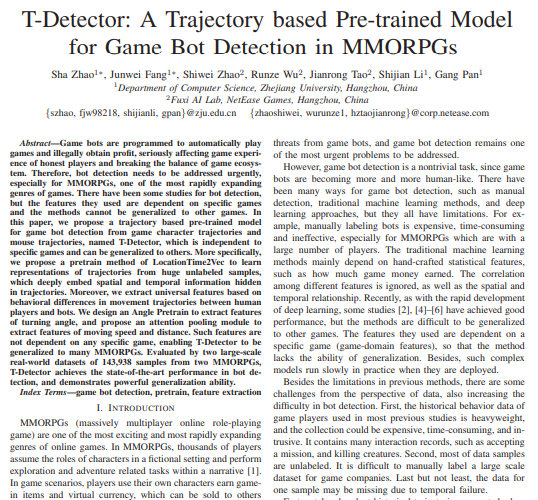 T-Detector: A Trajectory based Pre-trained Model
for Game Bot Detection in MMORPGs
Sha Zhao¹*, Junwei Fang¹*, Shiwei Zhao², Runze Wu², Jianrong Tao², Shijian Li¹, Gang Pan¹
¹Department of Computer Science, Zhejiang University, Hangzhou, China
²Fuxi AI Lab, NetEase Games, Hangzhou, China
{szhao, fjw98218, shijianli, gpan}@zju.edu.cn {zhaoshiwei, wurunze1, hztaojianrong}@corp.netease.com
Abstract—Game bots are programmed to automatically play
games and illegally obtain profit, seriously affecting game experi-
ence of honest players and breaking the balance of game ecosys-
tem. Therefore, bot detection needs to be addressed urgently,
especially for MMORPGs, one of the most rapidly expanding
genres of games. There have been some studies for bot detection,
but the features they used are dependent on specific games
and the methods cannot be generalized to other games. In
this paper, we propose a trajectory based pre-trained model
for game bot detection from game character trajectories and
mouse trajectories, named T-Detector, which is independent to
specific games and can be generalized to others. More specifically,
we propose a pretrain method of LocationTime2Vec to learn
representations of trajectories from huge unlabeled samples,
which deeply embed spatial and temporal information hidden
in trajectories. Moreover, we extract universal features based on
behavioral differences in movement trajectories between human
players and bots. We design an Angle Pretrain to extract features
of turning angle, and propose an attention pooling module to
extract features of moving speed and distance. Such features are
not dependent on any specific game, enabling T-Detector to be
generalized to many MMORPGs. Evaluated by two large-scale
real-world datasets of 143,938 samples from two MMORPGs,
T-Detector achieves the state-of-the-art performance in bot de-
tection, and demonstrates powerful generalization ability.
Index Terms—game bot detection, pretrain, feature extraction
I. INTRODUCTION
MMORPGs (massively multiplayer online role-playing
game) are one of the most exciting and most rapidly expanding
genres of online games. In MMORPGs, thousands of players
assume the roles of characters in a fictional setting and perform
exploration and adventure related tasks within a narrative [1].
In game scenarios, players use their own characters earn game-
in items and virtual currency, which can be sold to others
threats from game bots, and game bot detection remains one
of the most urgent problems to be addressed.
However, game bot detection is a nontrivial task, since game
bots are becoming more and more human-like. There have
been many ways for game bot detection, such as manual
detection, traditional machine learning methods, and deep
learning approaches, but they all have limitations. For ex-
ample, manually labeling bots is expensive, time-consuming
and ineffective, especially for MMORPGs which are with a
large number of players. The traditional machine learning
methods mainly depend on hand-crafted statistical features,
such as how much game money earned. The correlation
among different features is ignored, as well as the spatial and
temporal relationship. Recently, as with the rapid development
of deep learning, some studies [2], [4]–[6] have achieved good
performance, but the methods are difficult to be generalized
to other games. The features they used are dependent on a
specific game (game-domain features), so that the method
lacks the ability of generalization. Besides, such complex
models run slowly in practice when they are deployed.
Besides the limitations in previous methods, there are some
challenges from the perspective of data, also increasing the
difficulty in bot detection. First, the historical behavior data of
game players used in most previous studies is heavyweight,
and the collection could be expensive, time-consuming, and in-
trusive. It contains many interaction records, such as accepting
a mission, and killing creatures. Second, most of data samples
are unlabeled. It is difficult to manually label a large scale
dataset for game companies. Last but not least, the data for
one sample may be missing due to temporal failure.